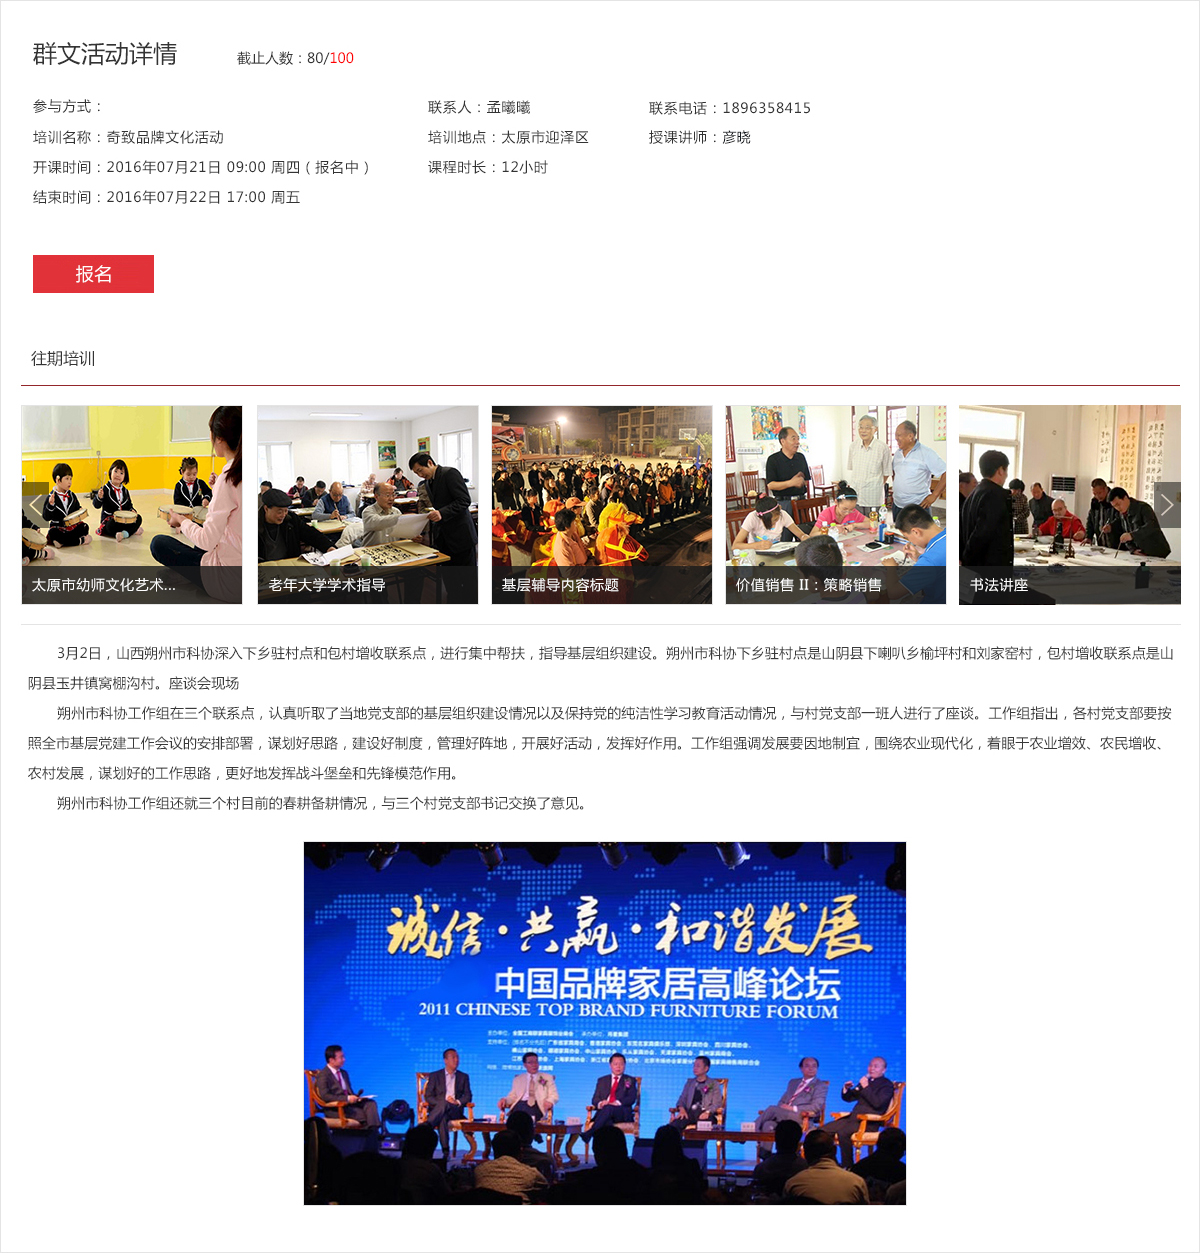 群文活动详情
截止人数：80/100
参与方式：
联系人：孟曦曦
联系电话：1896358415
培训名称：奇致品牌文化活动
培训地点：太原市迎泽区
授课讲师：彦晓
开课时间：2016年07月21日 09:00 周四（报名中）
课程时长：12小时
结束时间：2016年07月22日 17:00 周五
报名
往期培训
太原市幼师文化艺术...
老年大学学术指导
基层辅导内容标题
价值销售 II：策略销售
书法讲座
3月2日，山西朔州市科协深入下乡驻村点和包村增收联系点，进行集中帮扶，指导基层组织建设。朔州市科协下乡驻村点是山阴县下喇叭乡榆坪村和刘家窑村，包村增收联系点是山
阴县玉井镇窝棚沟村。座谈会现场
朔州市科协工作组在三个联系点，认真听取了当地党支部的基层组织建设情况以及保持党的纯洁性学习教育活动情况，与村党支部一班人进行了座谈。工作组指出，各村党支部要按
照全市基层党建工作会议的安排部署，谋划好思路，建设好制度，管理好阵地，开展好活动，发挥好作用。工作组强调发展要因地制宜，围绕农业现代化，着眼于农业增效、农民增收、
农村发展，谋划好的工作思路，更好地发挥战斗堡垒和先锋模范作用。
朔州市科协工作组还就三个村目前的春耕备耕情况，与三个村党支部书记交换了意见。
诚信·共赢·和谐发展
中国品牌家居高峰论坛
2011 CHINESE TOP BRAND FURNITURE FORUM